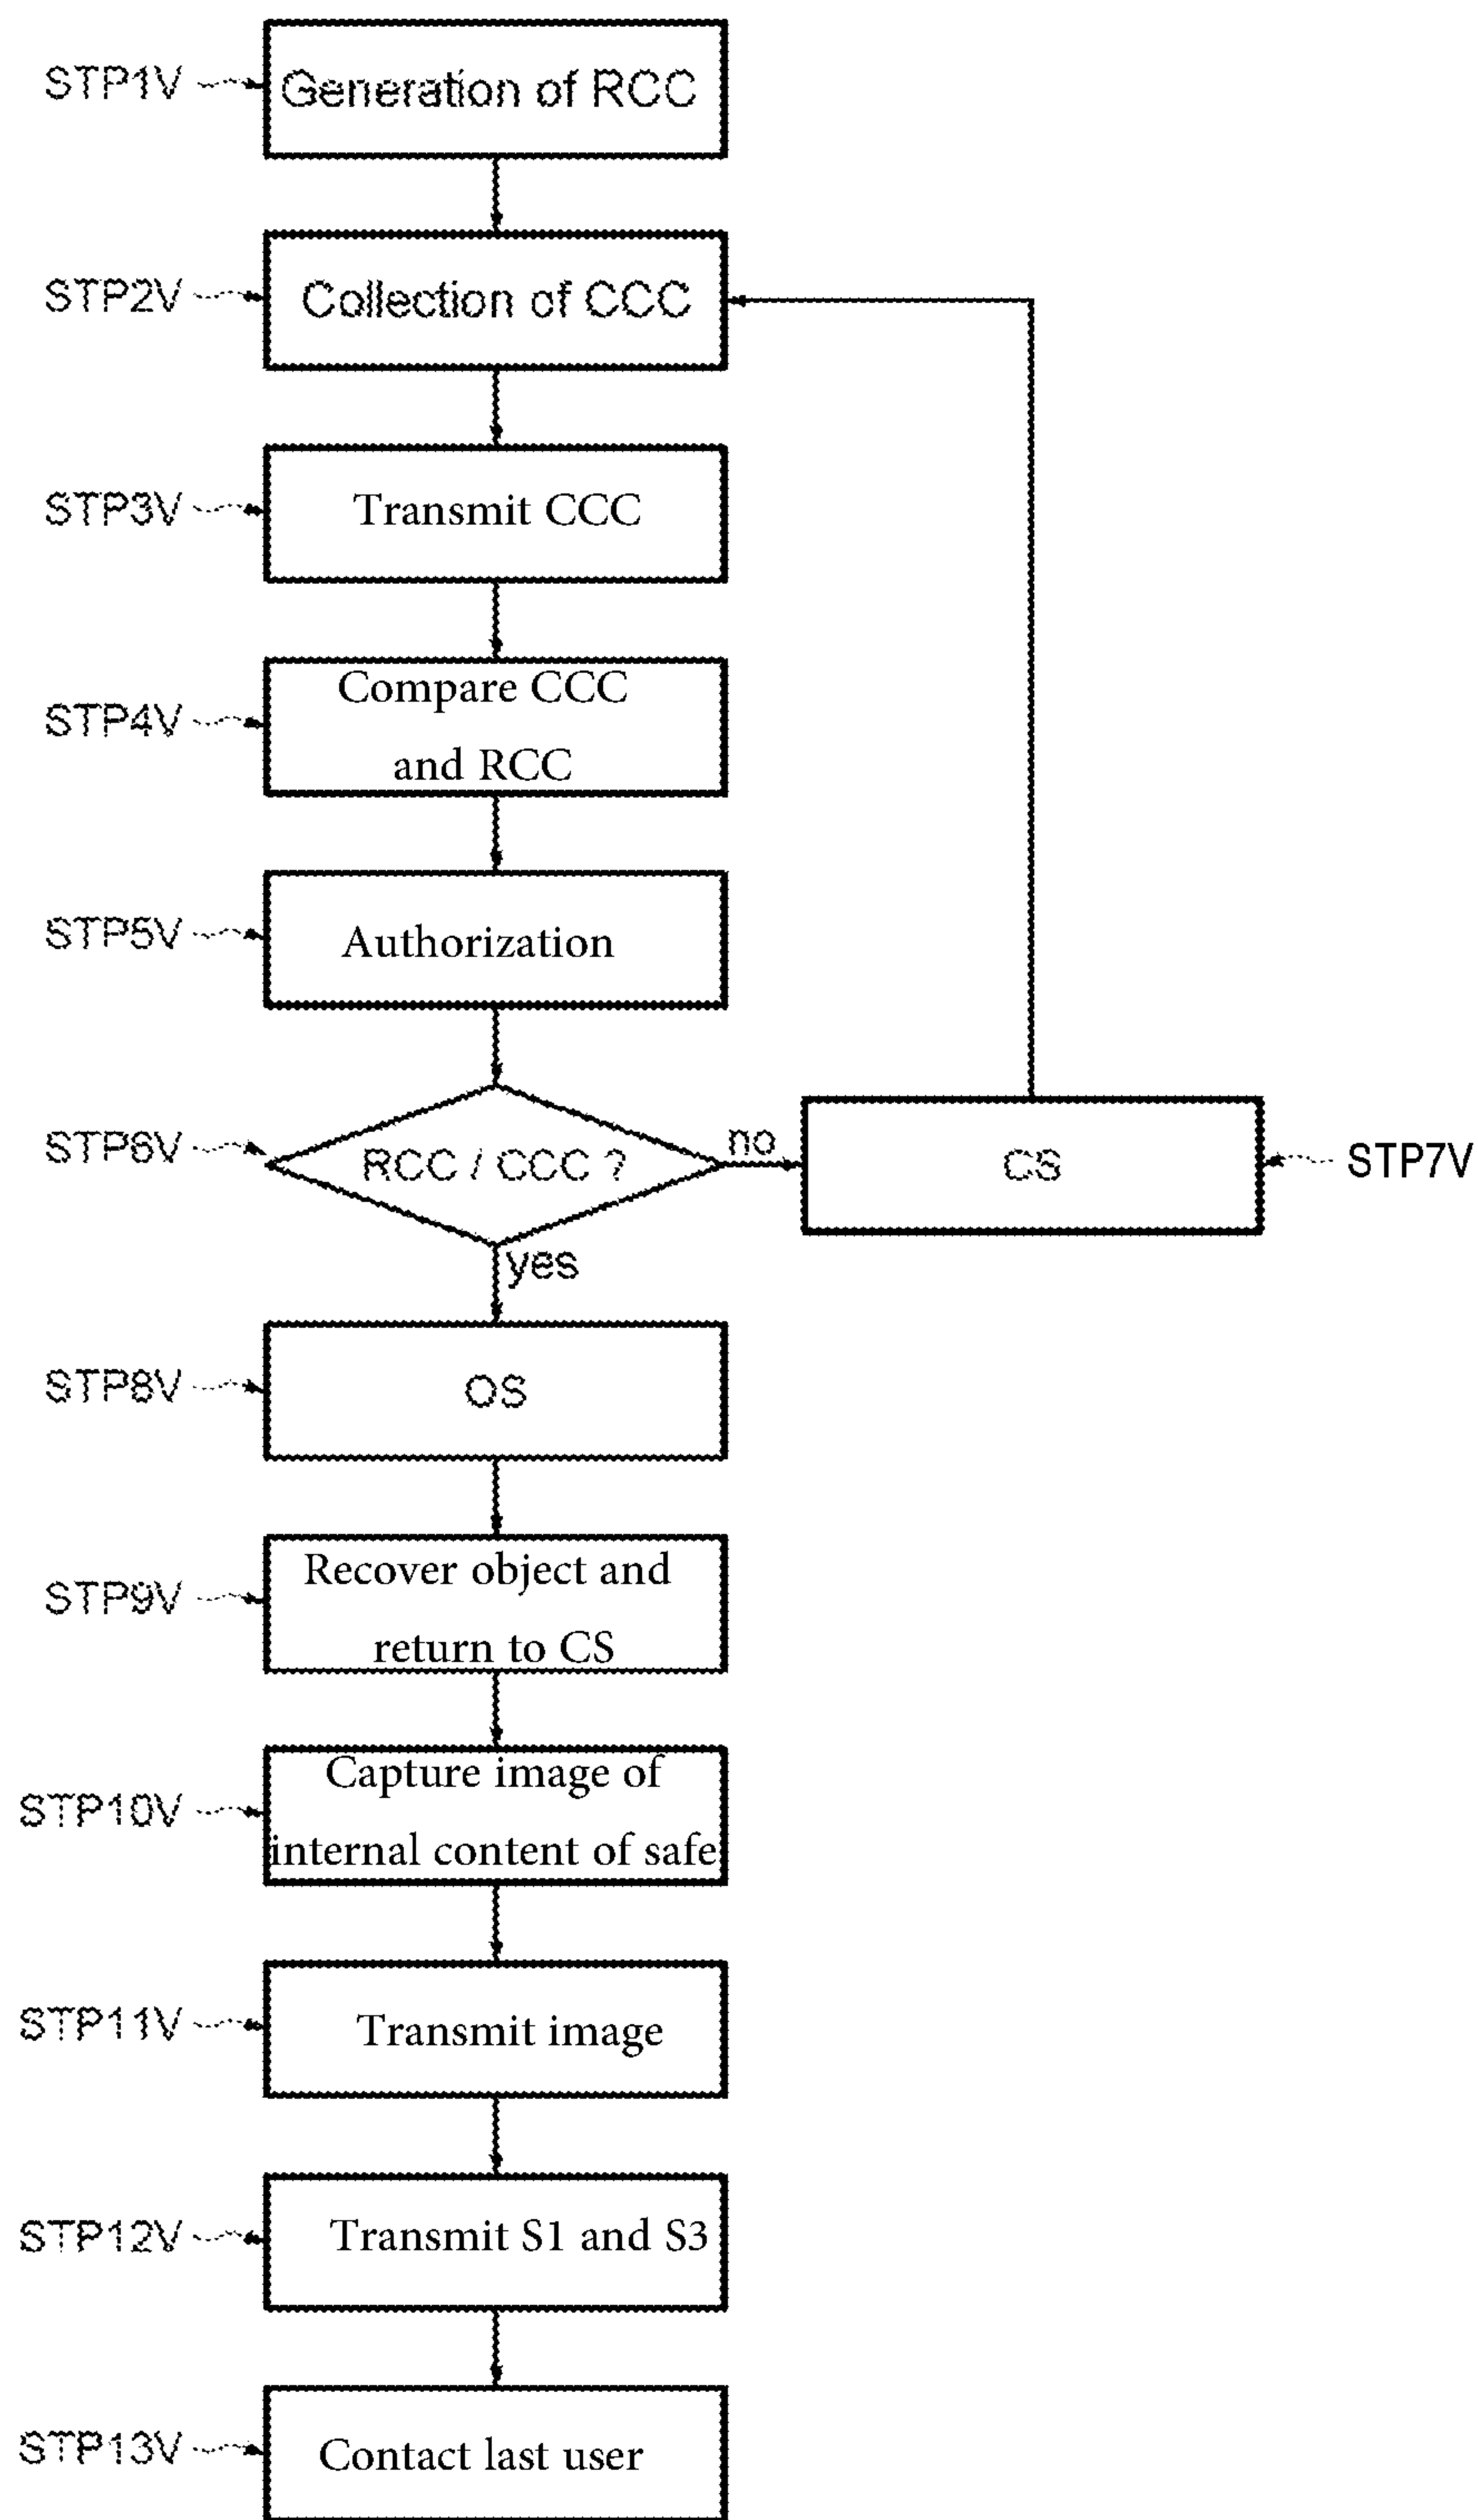 STP1V
Generation of RCC
STP2V
Collection of CCC
STP3V
Transmit CCC
STP4V
Compare CCC
and RCC
STP5V
Authorization
STP6V
RCC / CCC ?
no
CS
STP7V
yes
STP8V
OS
STP9V
Recover object and
return to CS
STP10V
Capture image of
internal content of safe
STP11V
Transmit image
STP12V
Transmit S1 and S3
STP13V
Contact last user